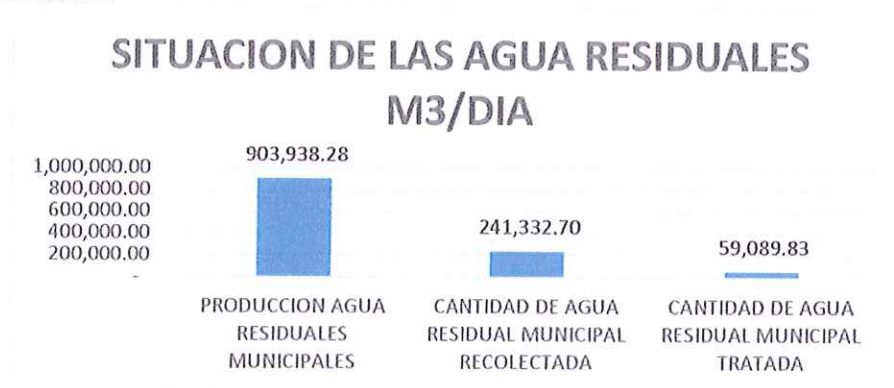 SITUACION DE LAS AGUA RESIDUALES
M3/DIA
1,000,000.00
800,000.00
600,000.00
400,000.00
200,000.00
-
903,938.28
241,332.70
59,089.83
PRODUCCION AGUA
RESIDUALES
MUNICIPALES
CANTIDAD DE AGUA
RESIDUAL MUNICIPAL
RECOLECTADA
CANTIDAD DE AGUA
RESIDUAL MUNICIPAL
TRATADA